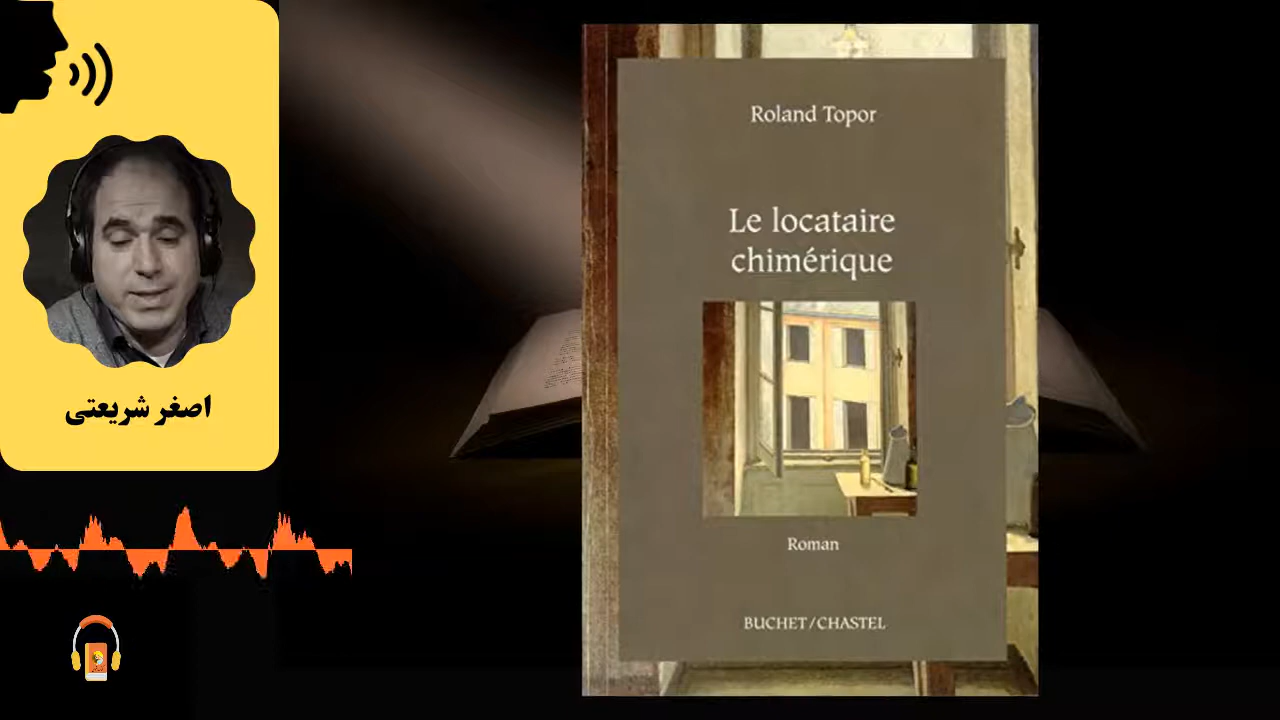 اصغر شریعتی
Roland Topor
Le locataire
chimérique
Roman
BUCHET/CHASTEL